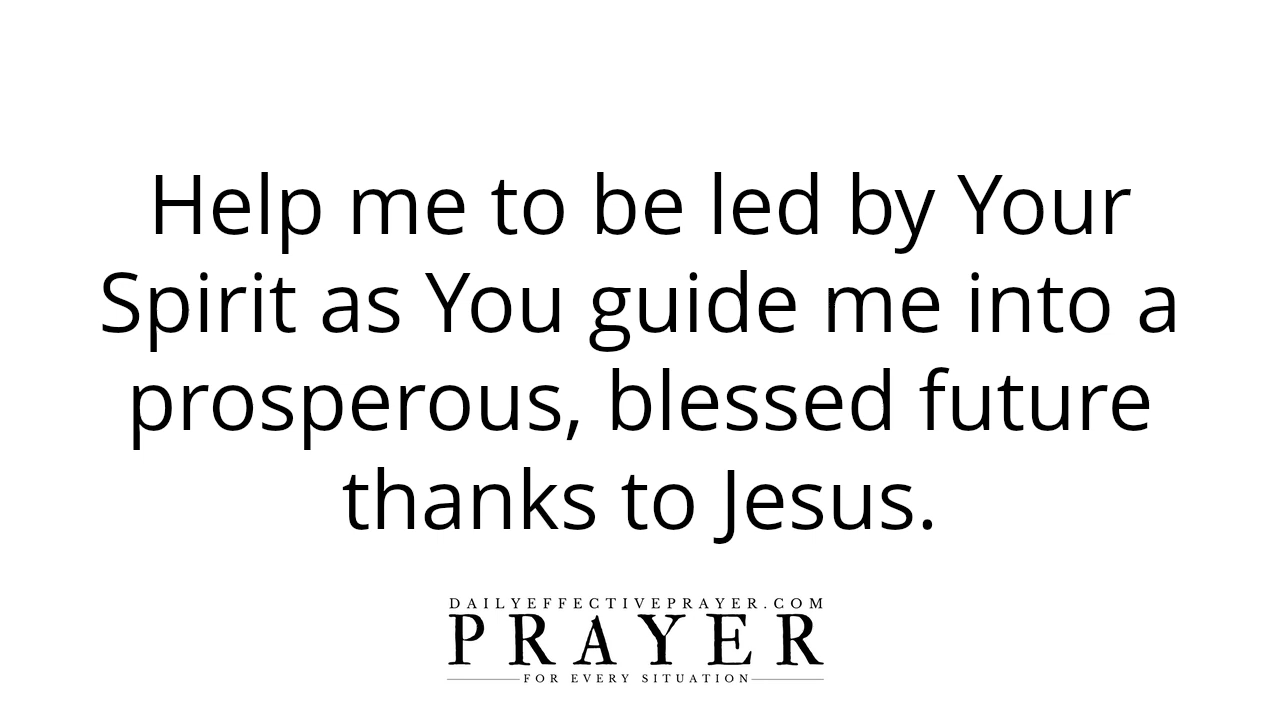 Help me to be led by Your
Spirit as You guide me into a
prosperous, blessed future
thanks to Jesus.
DAILYEFFECTIVEPRAYER.COM
PRAYER
FOR EVERY SITUATION